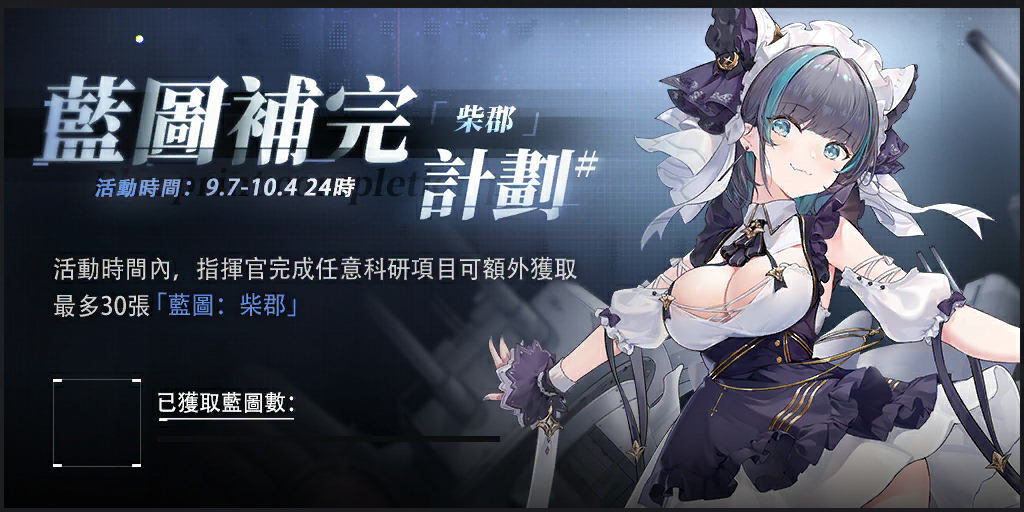 藍圖補完「柴郡」
計劃#
活動時間：9.7-10.4 24時
活動時間內，指揮官完成任意科研項目可額外獲取
最多30張「藍圖：柴郡」
已獲取藍圖數：